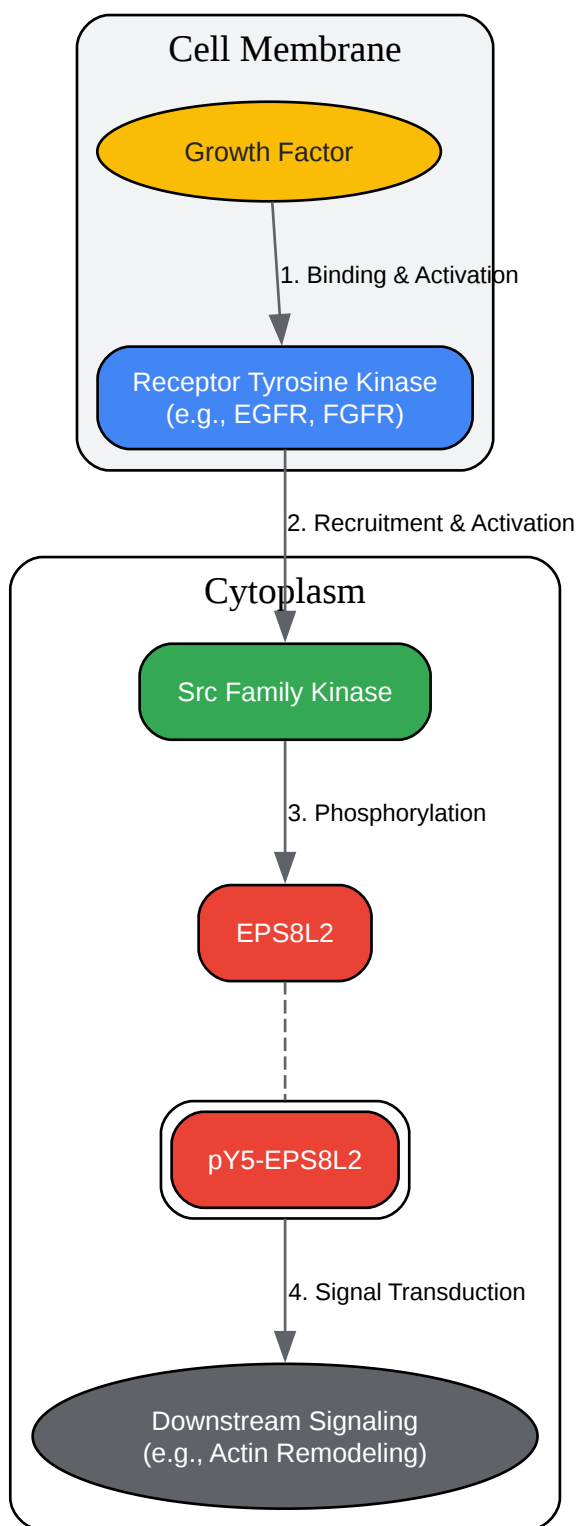 Cell Membrane
Growth Factor
1. Binding & Activation
Receptor Tyrosine Kinase
(e.g., EGFR, FGFR)
2. Recruitment & Activation
Cytoplasm
Src Family Kinase
3. Phosphorylation
EPS8L2
pY5-EPS8L2
4. Signal Transduction
Downstream Signaling
(e.g., Actin Remodeling)